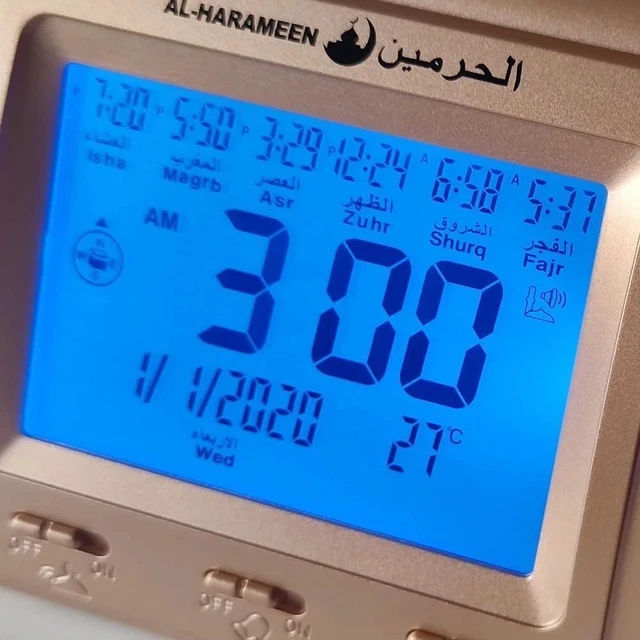 AL-HARAMEEN الحرمين
P 7:20 P 5:50 P 3:29 P 12:24 A 6:58 A 5:37
العشاء المغرب العصر الظهر الشروق الفجر
Isha Magrb Asr Zuhr Shurq Fajr
AM 3:00
N
W E
S
1/ 1/2020 27°C
الاربعاء
Wed
OFF ON
OFF ON